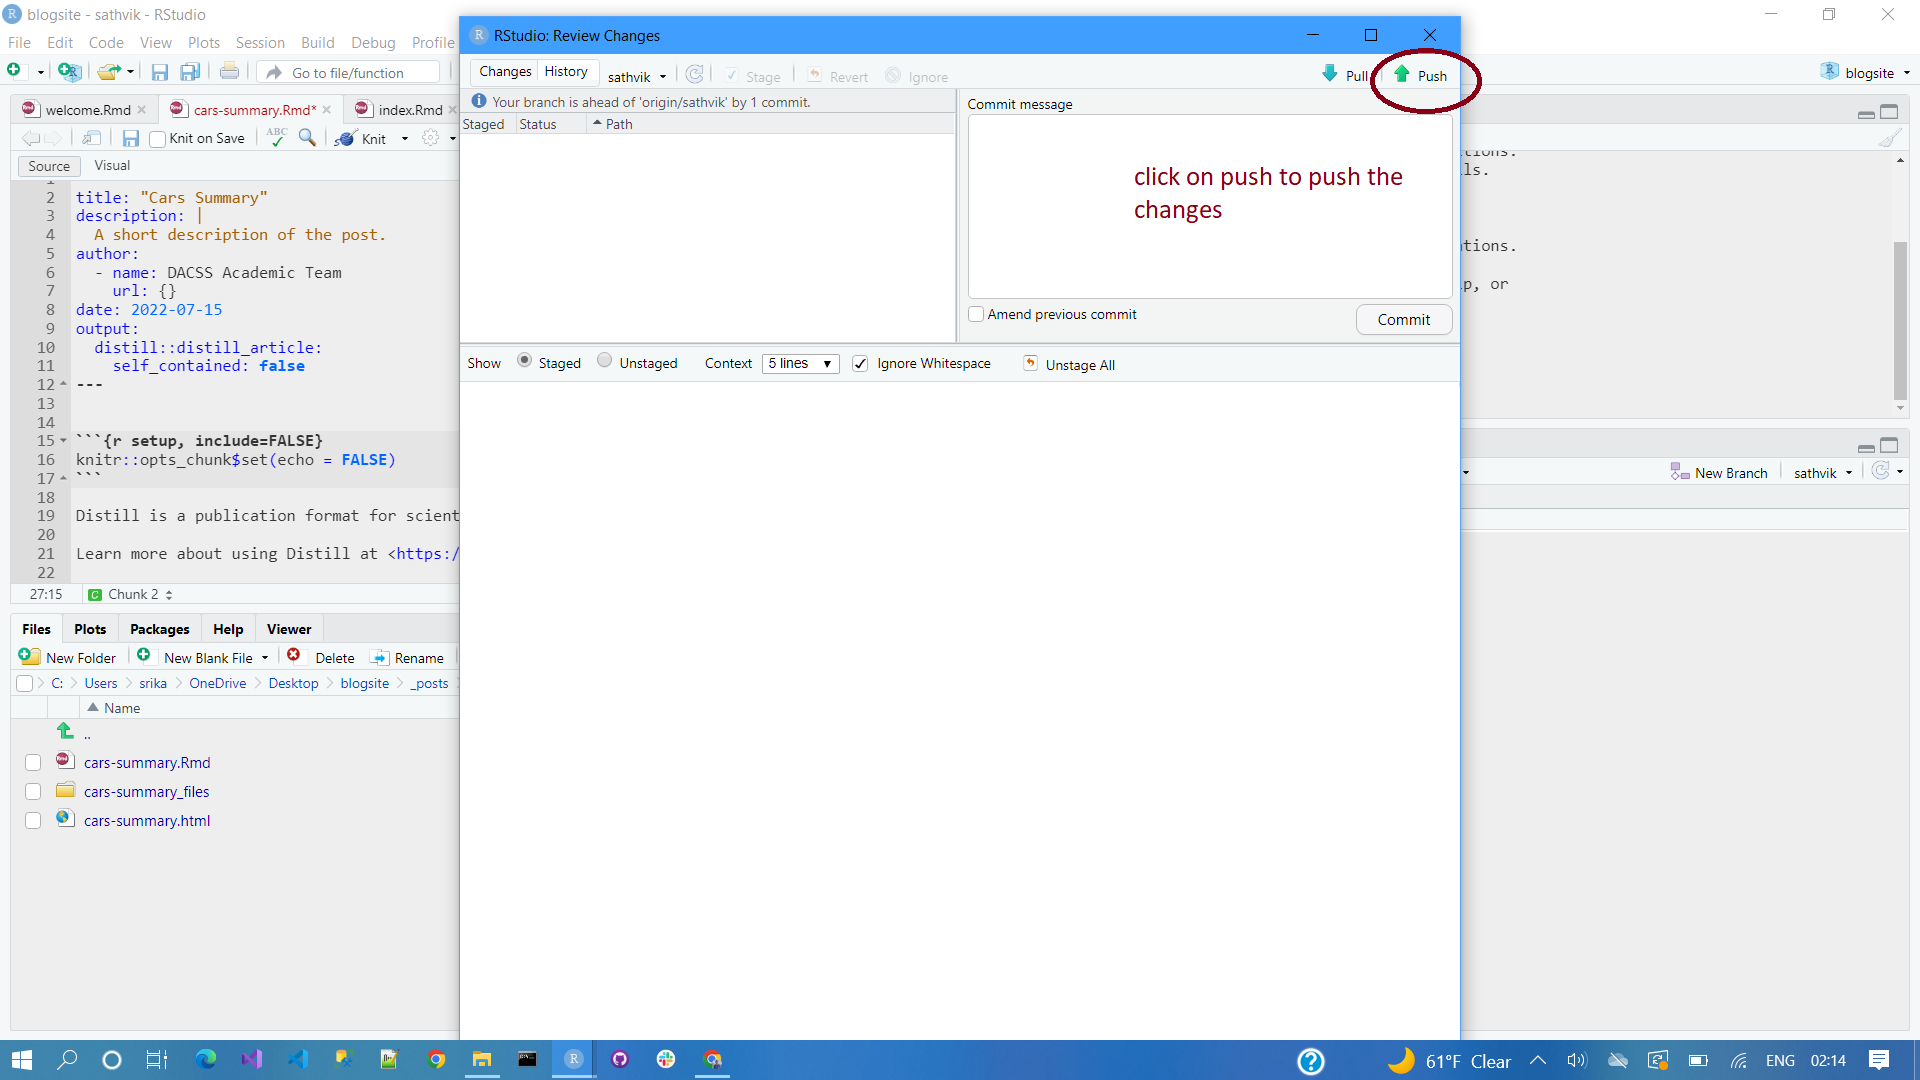 blogsite - sathvik - RStudio
File Edit Code View Plots Session Build Debug Profile
Go to file/function
blogsite
welcome.Rmd
cars-summary.Rmd*
index.Rmd
Knit on Save
ABC
Knit
Source Visual
1
2 title: "Cars Summary"
3 description: |
4 A short description of the post.
5 author:
6 - name: DACSS Academic Team
7 url: {}
8 date: 2022-07-15
9 output:
10 distill::distill_article:
11 self_contained: false
12 ---
13
14
15 ```{r setup, include=FALSE}
16 knitr::opts_chunk$set(echo = FALSE)
17 ```
18
19 Distill is a publication format for scient
20
21 Learn more about using Distill at <https:/
22
27:15 Chunk 2
Files Plots Packages Help Viewer
New Folder New Blank File Delete Rename
C: Users srika OneDrive Desktop blogsite _posts
Name
..
cars-summary.Rmd
cars-summary_files
cars-summary.html
RStudio: Review Changes
Changes History sathvik Stage Revert Ignore Pull Push
Your branch is ahead of 'origin/sathvik' by 1 commit.
Staged Status Path
Commit message
click on push to push the
changes
Amend previous commit
Commit
Show Staged Unstaged Context 5 lines Ignore Whitespace Unstage All
tions.
ls.
tions.
p, or
New Branch sathvik
61°F Clear ENG 02:14